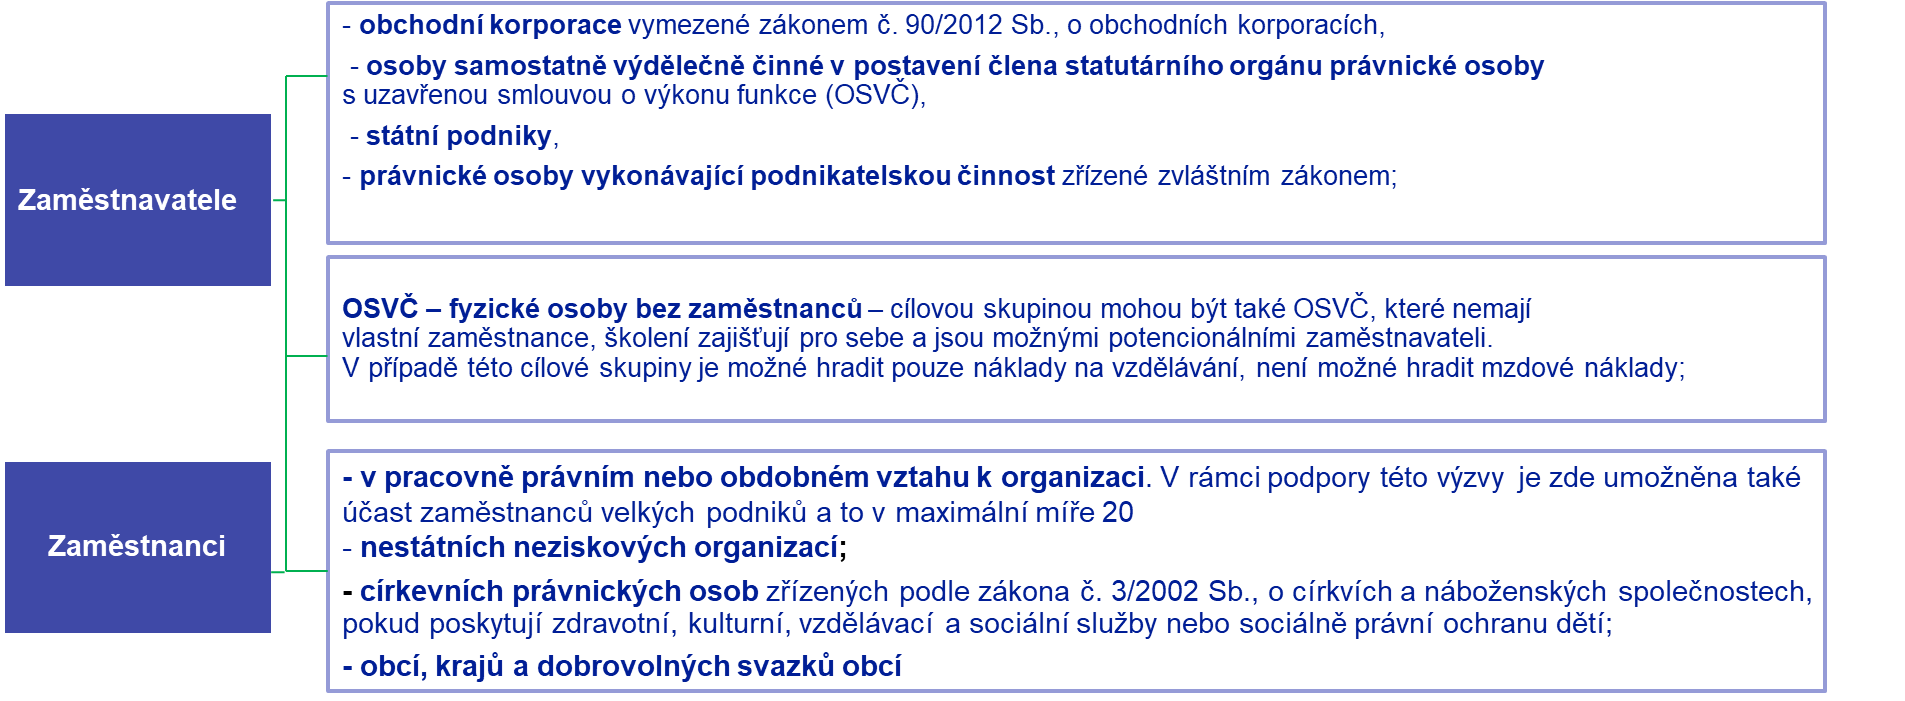 Zaměstnavatele
- obchodní korporace vymezené zákonem č. 90/2012 Sb., o obchodních korporacích,
- osoby samostatně výdělečně činné v postavení člena statutárního orgánu právnické osoby
s uzavřenou smlouvou o výkonu funkce (OSVČ),
- státní podniky,
- právnické osoby vykonávající podnikatelskou činnost zřízené zvláštním zákonem;
OSVČ – fyzické osoby bez zaměstnanců – cílovou skupinou mohou být také OSVČ, které nemají
vlastní zaměstnance, školení zajišťují pro sebe a jsou možnými potencionálními zaměstnavateli.
V případě této cílové skupiny je možné hradit pouze náklady na vzdělávání, není možné hradit mzdové náklady;
Zaměstnanci
- v pracovně právním nebo obdobném vztahu k organizaci. V rámci podpory této výzvy je zde umožněna také
účast zaměstnanců velkých podniků a to v maximální míře 20
- nestátních neziskových organizací;
- církevních právnických osob zřízených podle zákona č. 3/2002 Sb., o církvích a náboženských společnostech,
pokud poskytují zdravotní, kulturní, vzdělávací a sociální služby nebo sociálně právní ochranu dětí;
- obcí, krajů a dobrovolných svazků obcí